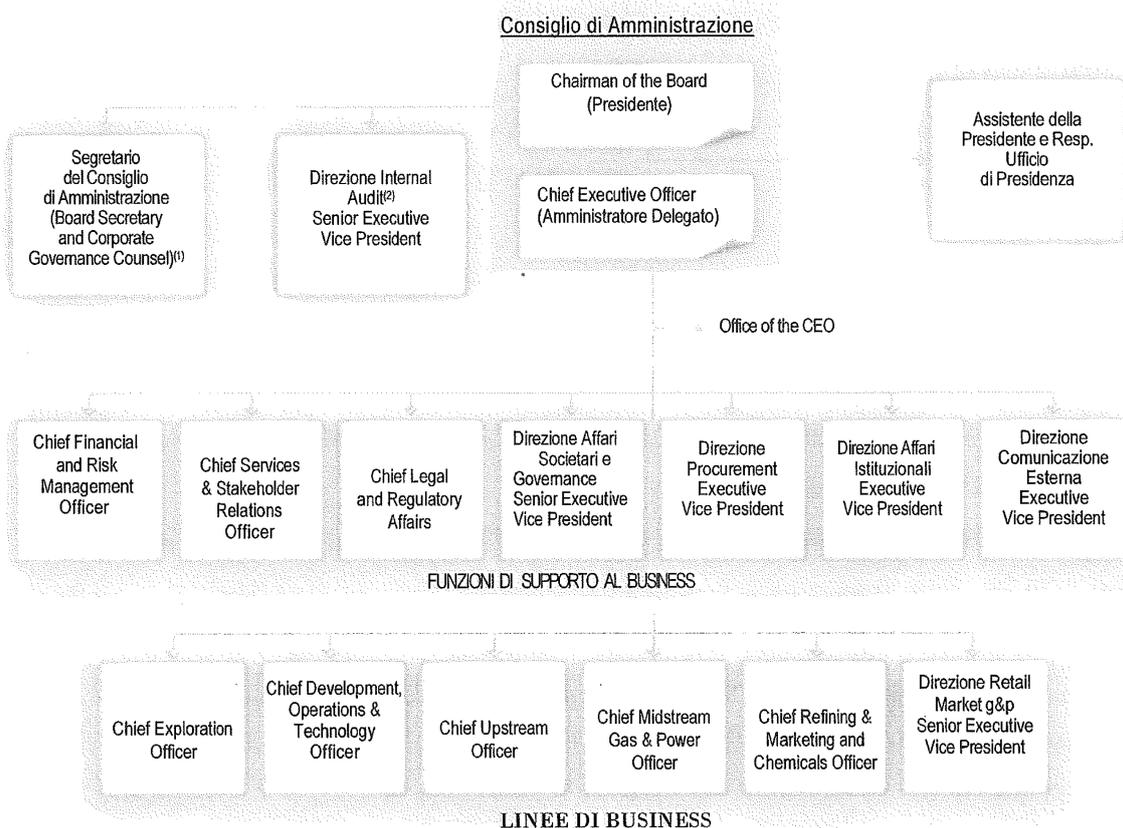 Consiglio di Amministrazione
Chairman of the Board
(Presidente)
Chief Executive Officer
(Amministratore Delegato)
Segretario
del Consiglio
di Amministrazione
(Board Secretary
and Corporate
Governance Counsel)(1)
Direzione Internal
Audit(2)
Senior Executive
Vice President
Assistente della
Presidente e Resp.
Ufficio
di Presidenza
Office of the CEO
Chief Financial
and Risk
Management
Officer
Chief Services
& Stakeholder
Relations
Officer
Chief Legal
and Regulatory
Affairs
Direzione Affari
Societari e
Governance
Senior Executive
Vice President
Direzione
Procurement
Executive
Vice President
Direzione Affari
Istituzionali
Executive
Vice President
Direzione
Comunicazione
Esterna
Executive
Vice President
FUNZIONI DI SUPPORTO AL BUSINESS
Chief Exploration
Officer
Chief Development,
Operations &
Technology
Officer
Chief Upstream
Officer
Chief Midstream
Gas & Power
Officer
Chief Refining &
Marketing and
Chemicals Officer
Direzione Retail
Market g&p
Senior Executive
Vice President
LINEE DI BUSINESS